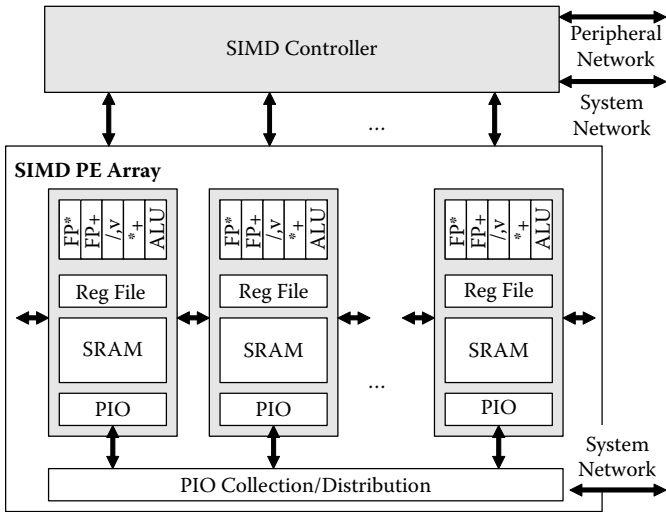 SIMD Controller
Peripheral
Network
System
Network
...
SIMD PE Array
FP* FP+ /,v *+ ALU
FP* FP+ /,v *+ ALU
FP* FP+ /,v *+ ALU
Reg File
Reg File
Reg File
SRAM
SRAM
SRAM
...
PIO
PIO
PIO
PIO Collection/Distribution
System
Network